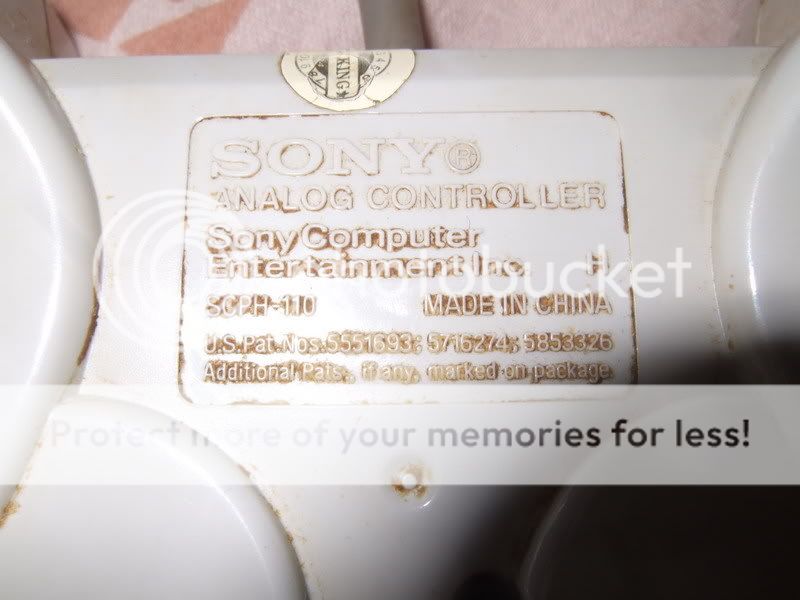 KING
SONY®
ANALOG CONTROLLER
Sony Computer
Entertainment Inc. H
SCPH-110 MADE IN CHINA
U.S. Pat. Nos. 5551693; 5716274; 5853326
Additional Pats., if any, marked on package
photobucket
Protect more of your memories for less!